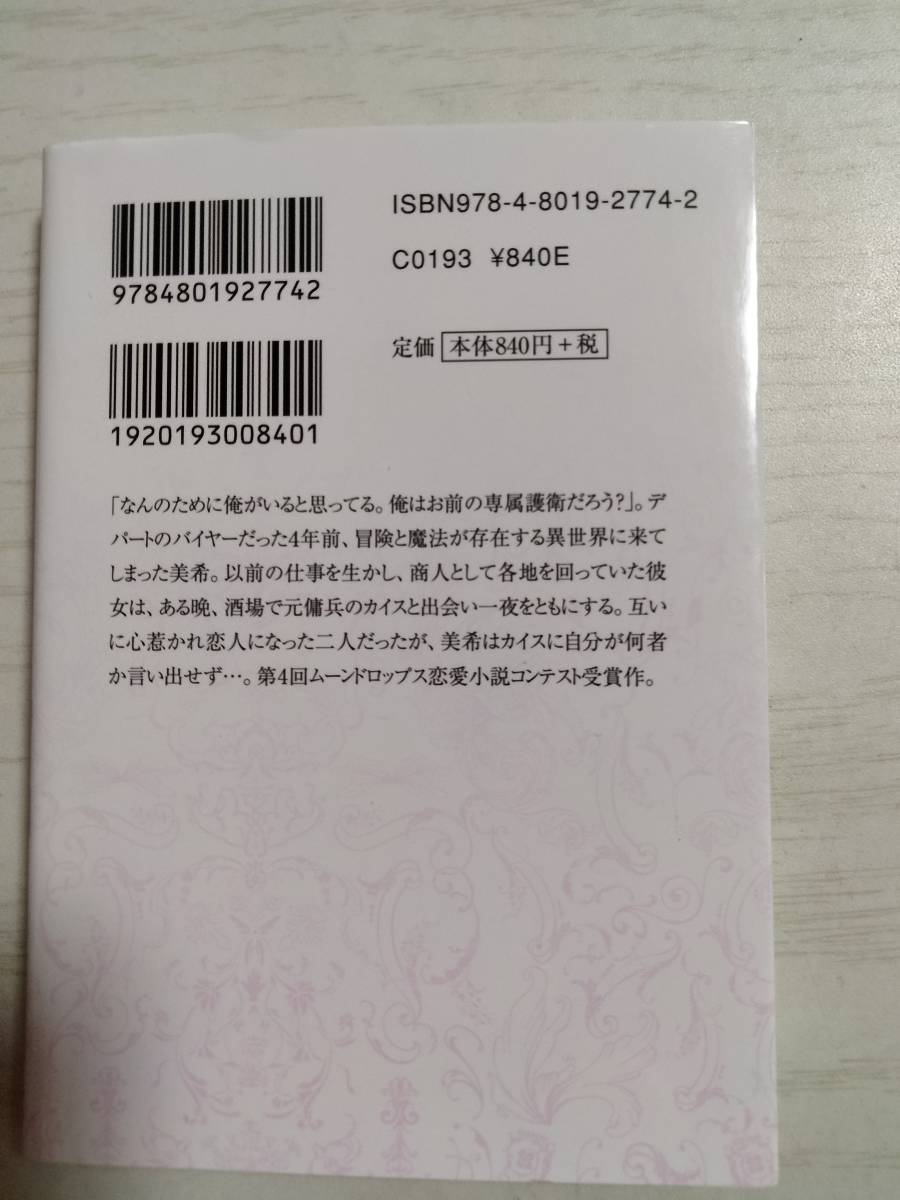 ISBN978-4-8019-2774-2
9784801927742
C0193 ¥840E
定価 本体840円+税
1920193008401
「なんのために俺がいると思ってる。俺はお前の専属護衛だろう?」。デ
パートのバイヤーだった4年前、冒険と魔法が存在する異世界に来て
しまった美希。以前の仕事を生かし、商人として各地を回っていた彼
女は、ある晩、酒場で元傭兵のカイスと出会い一夜をともにする。互い
に心惹かれ恋人になった二人だったが、美希はカイスに自分が何者
か言い出せず…。第4回ムーンドロップス恋愛小説コンテスト受賞作。